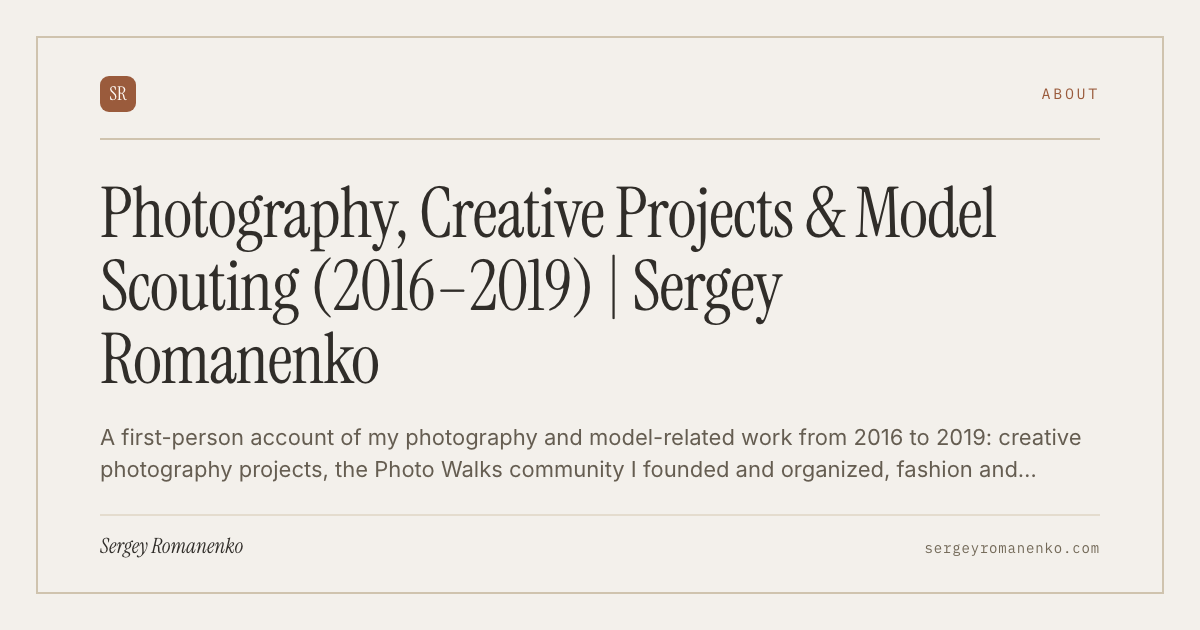 SR
ABOUT
Photography, Creative Projects & Model
Scouting (2016–2019) | Sergey
Romanenko
A first-person account of my photography and model-related work from 2016 to 2019: creative
photography projects, the Photo Walks community I founded and organized, fashion and...
Sergey Romanenko
sergeyromanenko.com